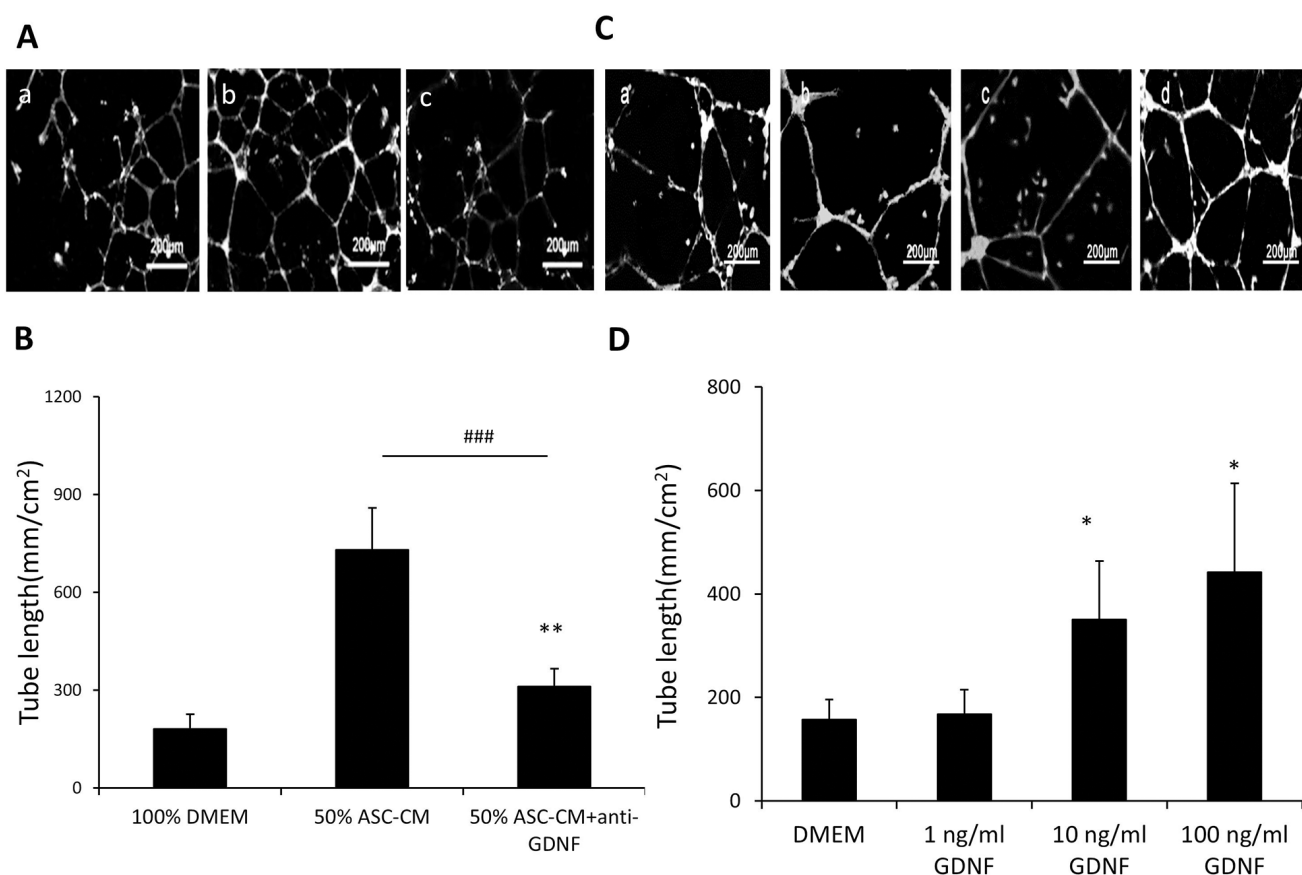 A
C
a
b
c
a
b
c
d
200µm
200µm
200µm
200µm
200µm
200µm
200µm
B
D
Tube length(mm/cm²)
1200
900
600
300
0
###
**
100% DMEM
50% ASC-CM
50% ASC-CM+anti-
GDNF
Tube length(mm/cm²)
800
600
400
200
0
*
*
DMEM
1 ng/ml
GDNF
10 ng/ml
GDNF
100 ng/ml
GDNF